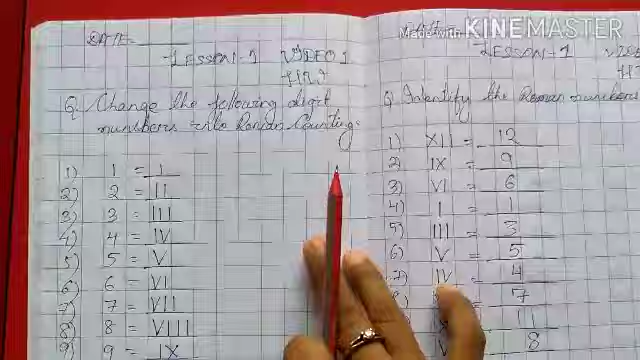 DATE=
LESSON-1 VIDEO 1
Q Change the following digit
numbers into Roman Counting.
1) 1 = I
2) 2 = II
3) 3 = III
4) 4 = IV
5) 5 = V
6) 6 = VI
7) 7 = VII
8) 8 = VIII
9) 9 = IX
Made with KINEMASTER
LESSON-1
Q Identify the Roman numbers
1) XII = 12
2) IX = 9
3) VI = 6
4) I = 1
5) III = 3
6) V = 5
7) IV = 4
= 7
11
8